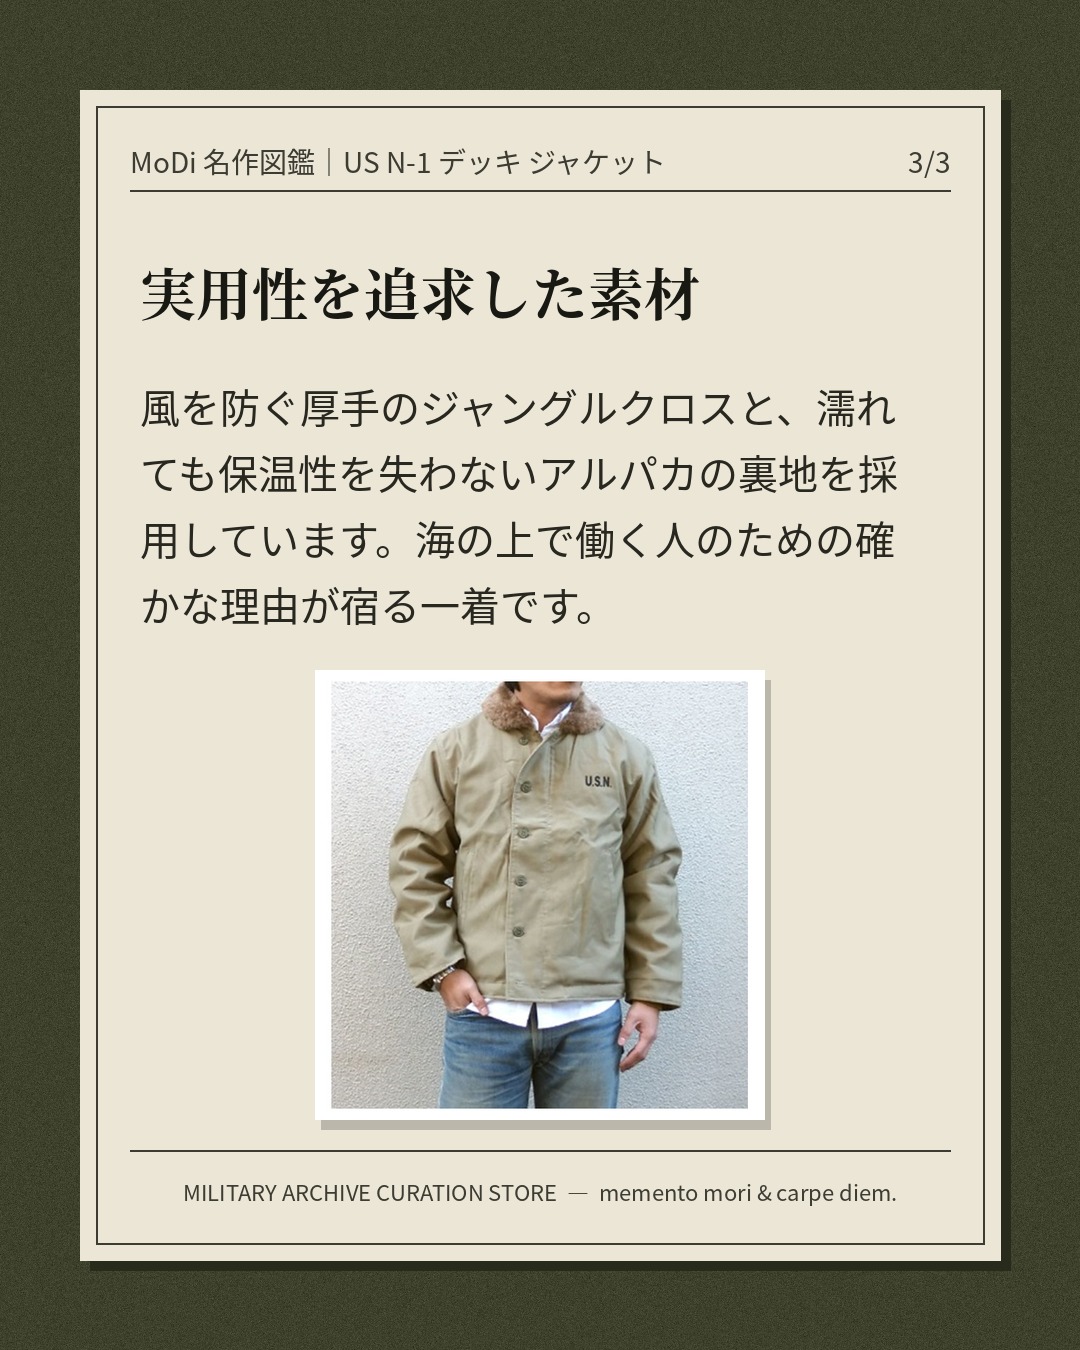 MoDi 名作図鑑｜US N-1 デッキ ジャケット 3/3
実用性を追求した素材
風を防ぐ厚手のジャングルクロスと、濡れ
ても保温性を失わないアルパカの裏地を採
用しています。海の上で働く人のための確
かな理由が宿る一着です。
U.S.N.
MILITARY ARCHIVE CURATION STORE — memento mori & carpe diem.